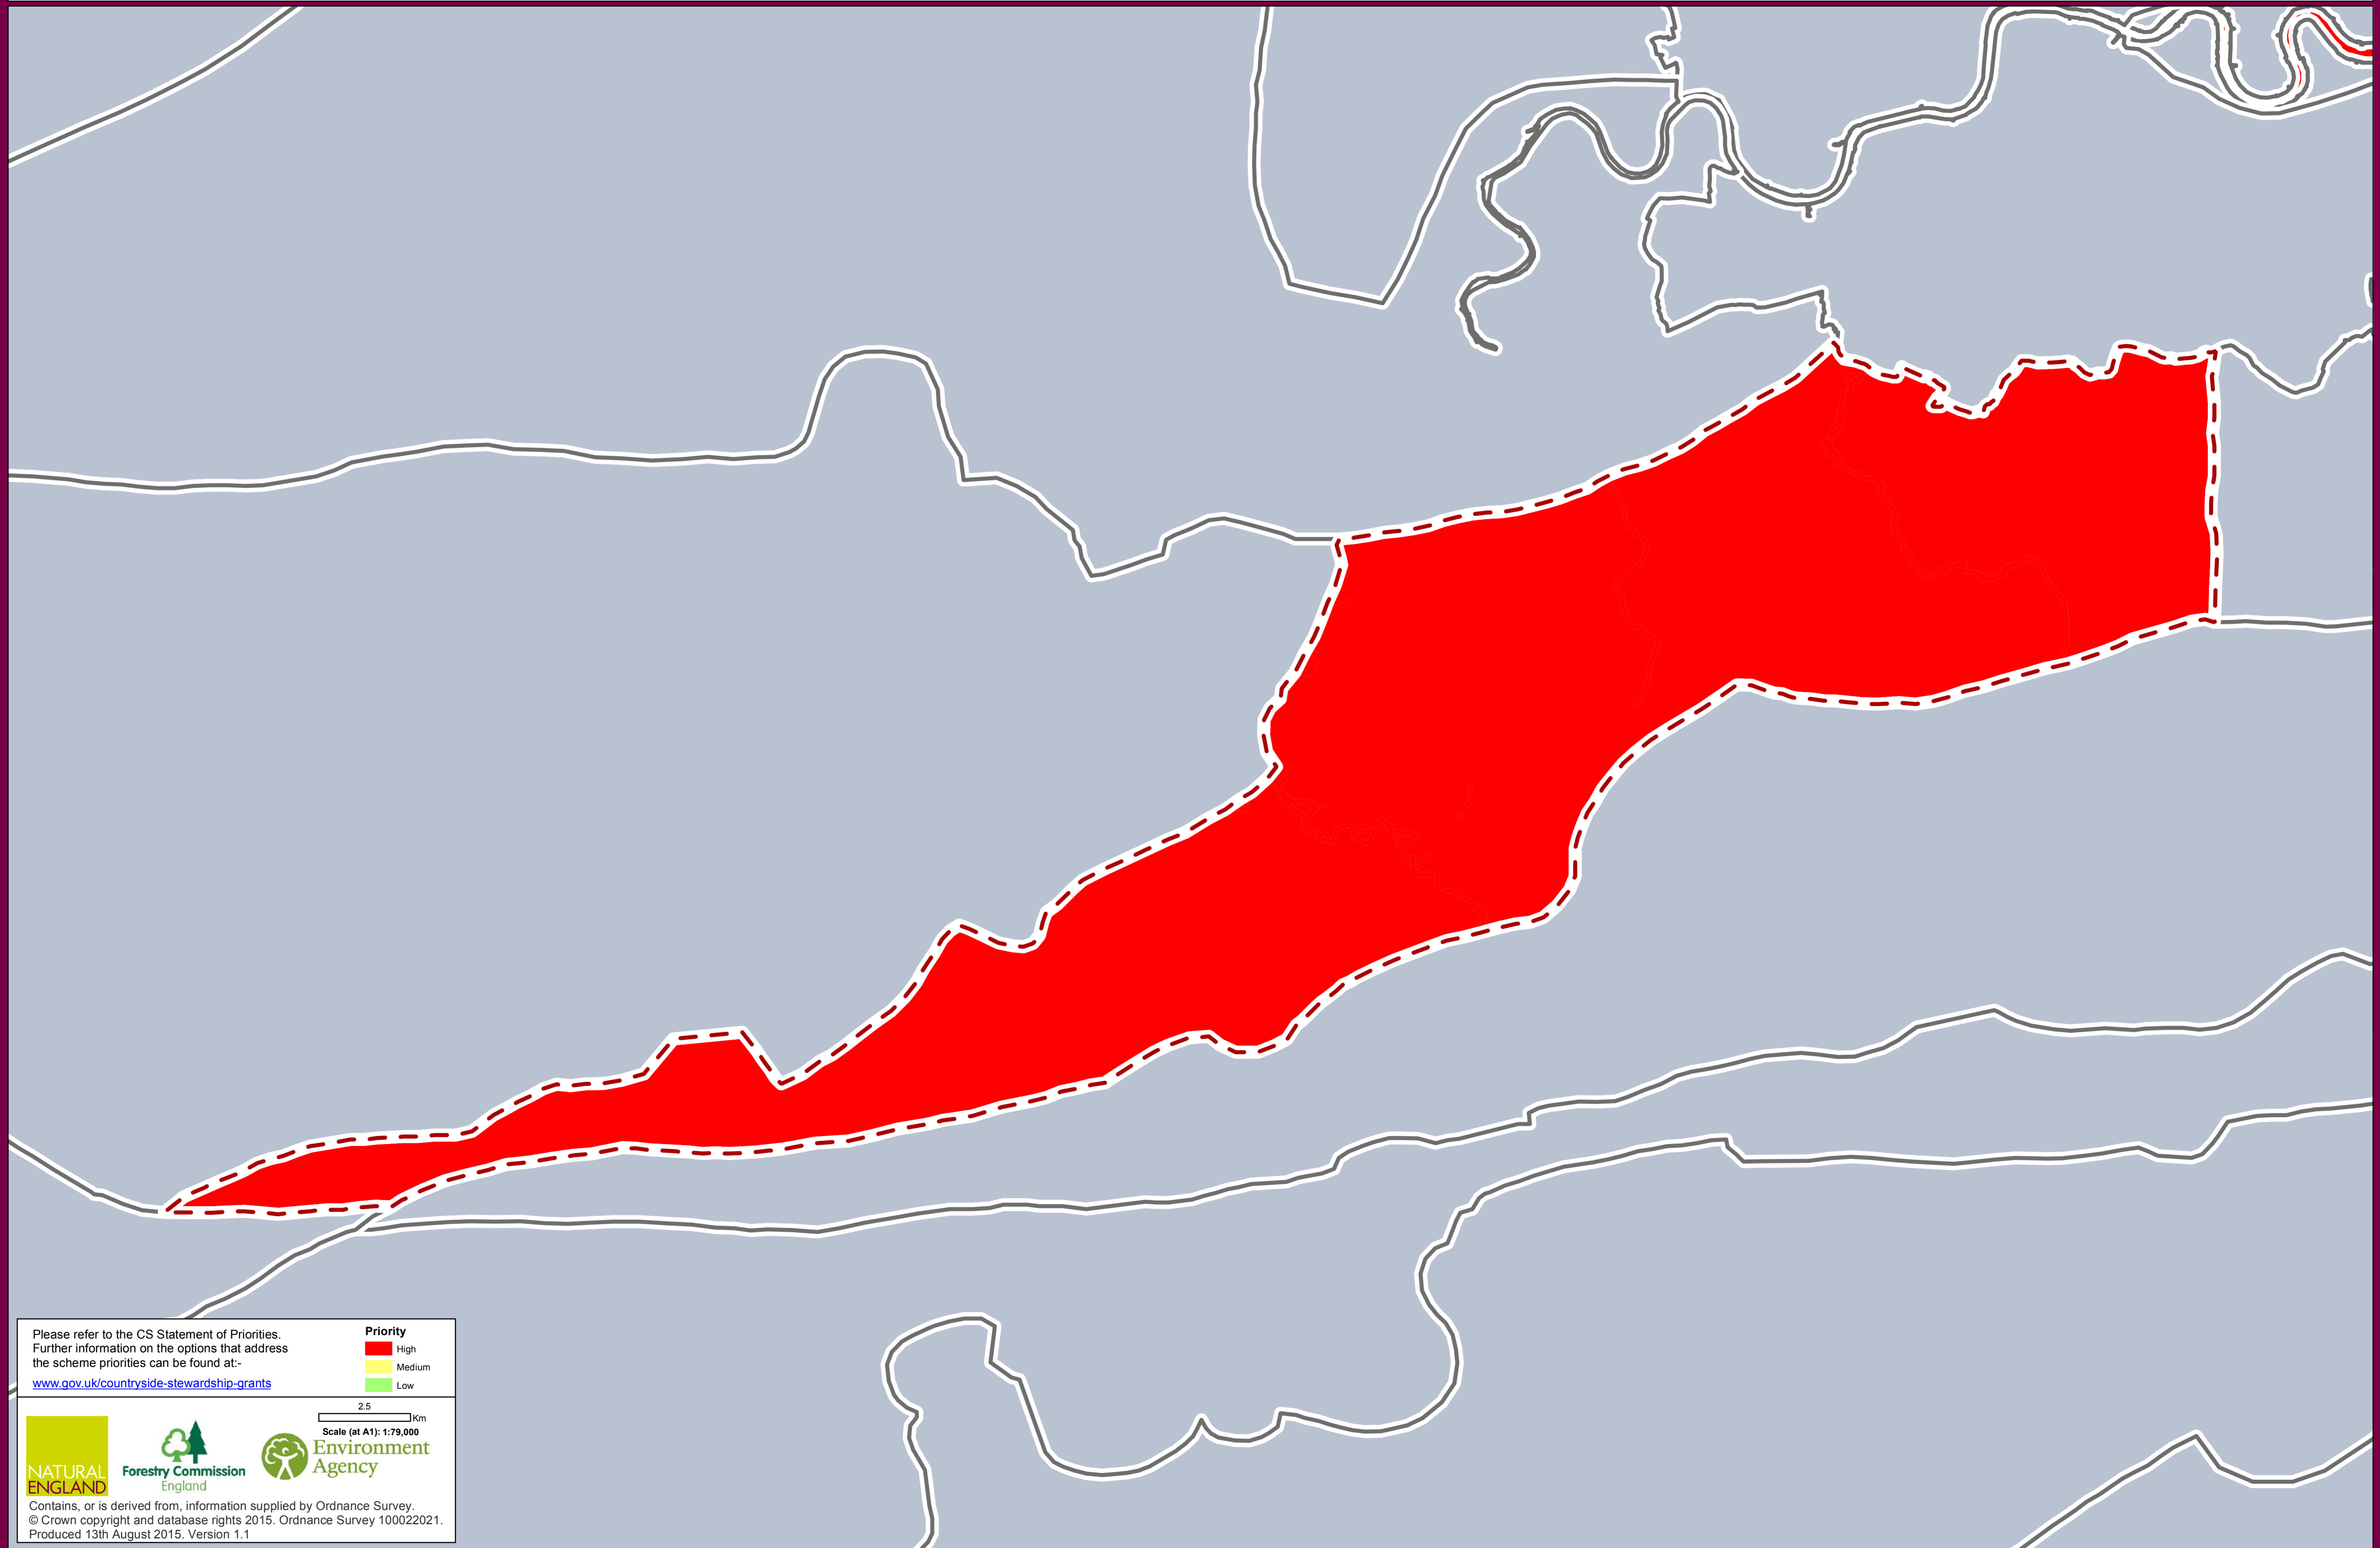 Please refer to the CS Statement of Priorities.
Further information on the options that address
the scheme priorities can be found at:-
www.gov.uk/countryside-stewardship-grants
Priority
High
Medium
Low
2.5
Km
Scale (at A1): 1:79,000
NATURAL
ENGLAND
Forestry Commission
England
Environment
Agency
Contains, or is derived from, information supplied by Ordnance Survey.
© Crown copyright and database rights 2015. Ordnance Survey 100022021.
Produced 13th August 2015. Version 1.1